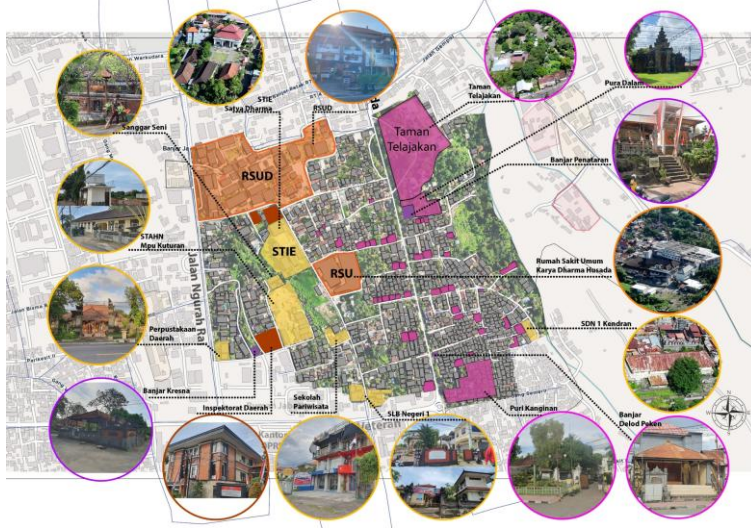 STIE
Satya Dharma
RSUD
Taman
Telajakan
Pura Dalam
Sanggar Seni
Taman
Telajakan
RSUD
Banjar Penataran
STAHN
Mpu Kuturan
STIE
RSU
Rumah Sakit Umum
Karya Dharma Husada
Jalan Ngurah Rai
SDN 1 Kendran
Perpustakaan
Daerah
Banjar Kresna
Inspektorat Daerah
Sekolah
Pariwisata
SLB Negeri 1
Puri Kanginan
Banjar
Delod Peken